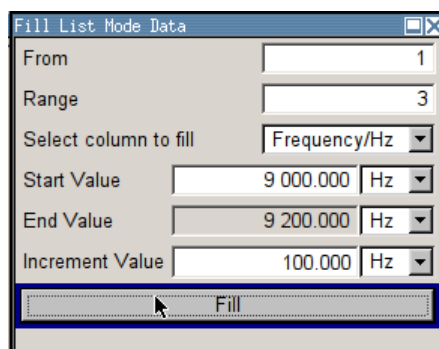 Fill List Mode Data
From 1
Range 3
Select column to fill Frequency/Hz
Start Value 9 000.000 Hz
End Value 9 200.000 Hz
Increment Value 100.000 Hz
Fill